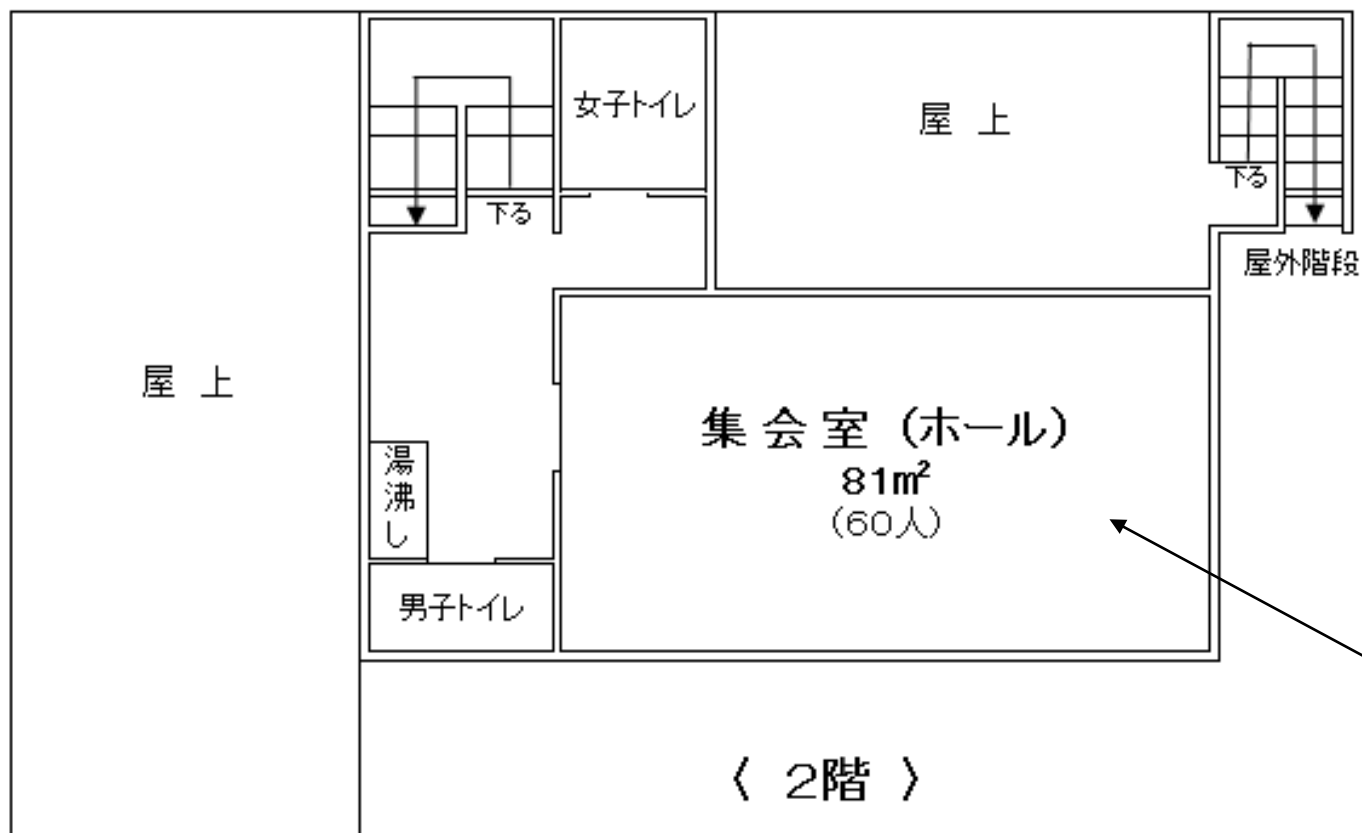 女子トイレ
屋 上
下る
下る
屋外階段
屋 上
集 会 室 (ホール)
81㎡
(60人)
湯沸し
男子トイレ
〈 2階 〉